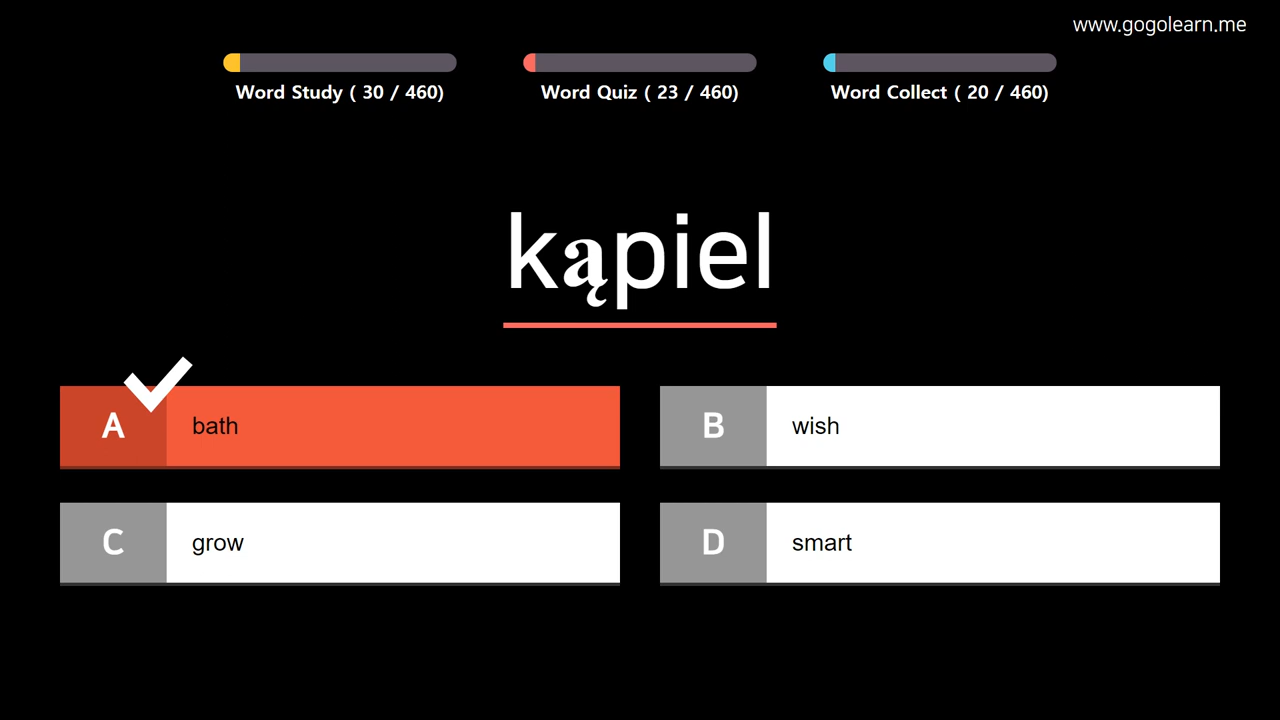 www.gogolearn.me
Word Study ( 30 / 460)
Word Quiz ( 23 / 460)
Word Collect ( 20 / 460)
kąpiel
A bath
B wish
C grow
D smart